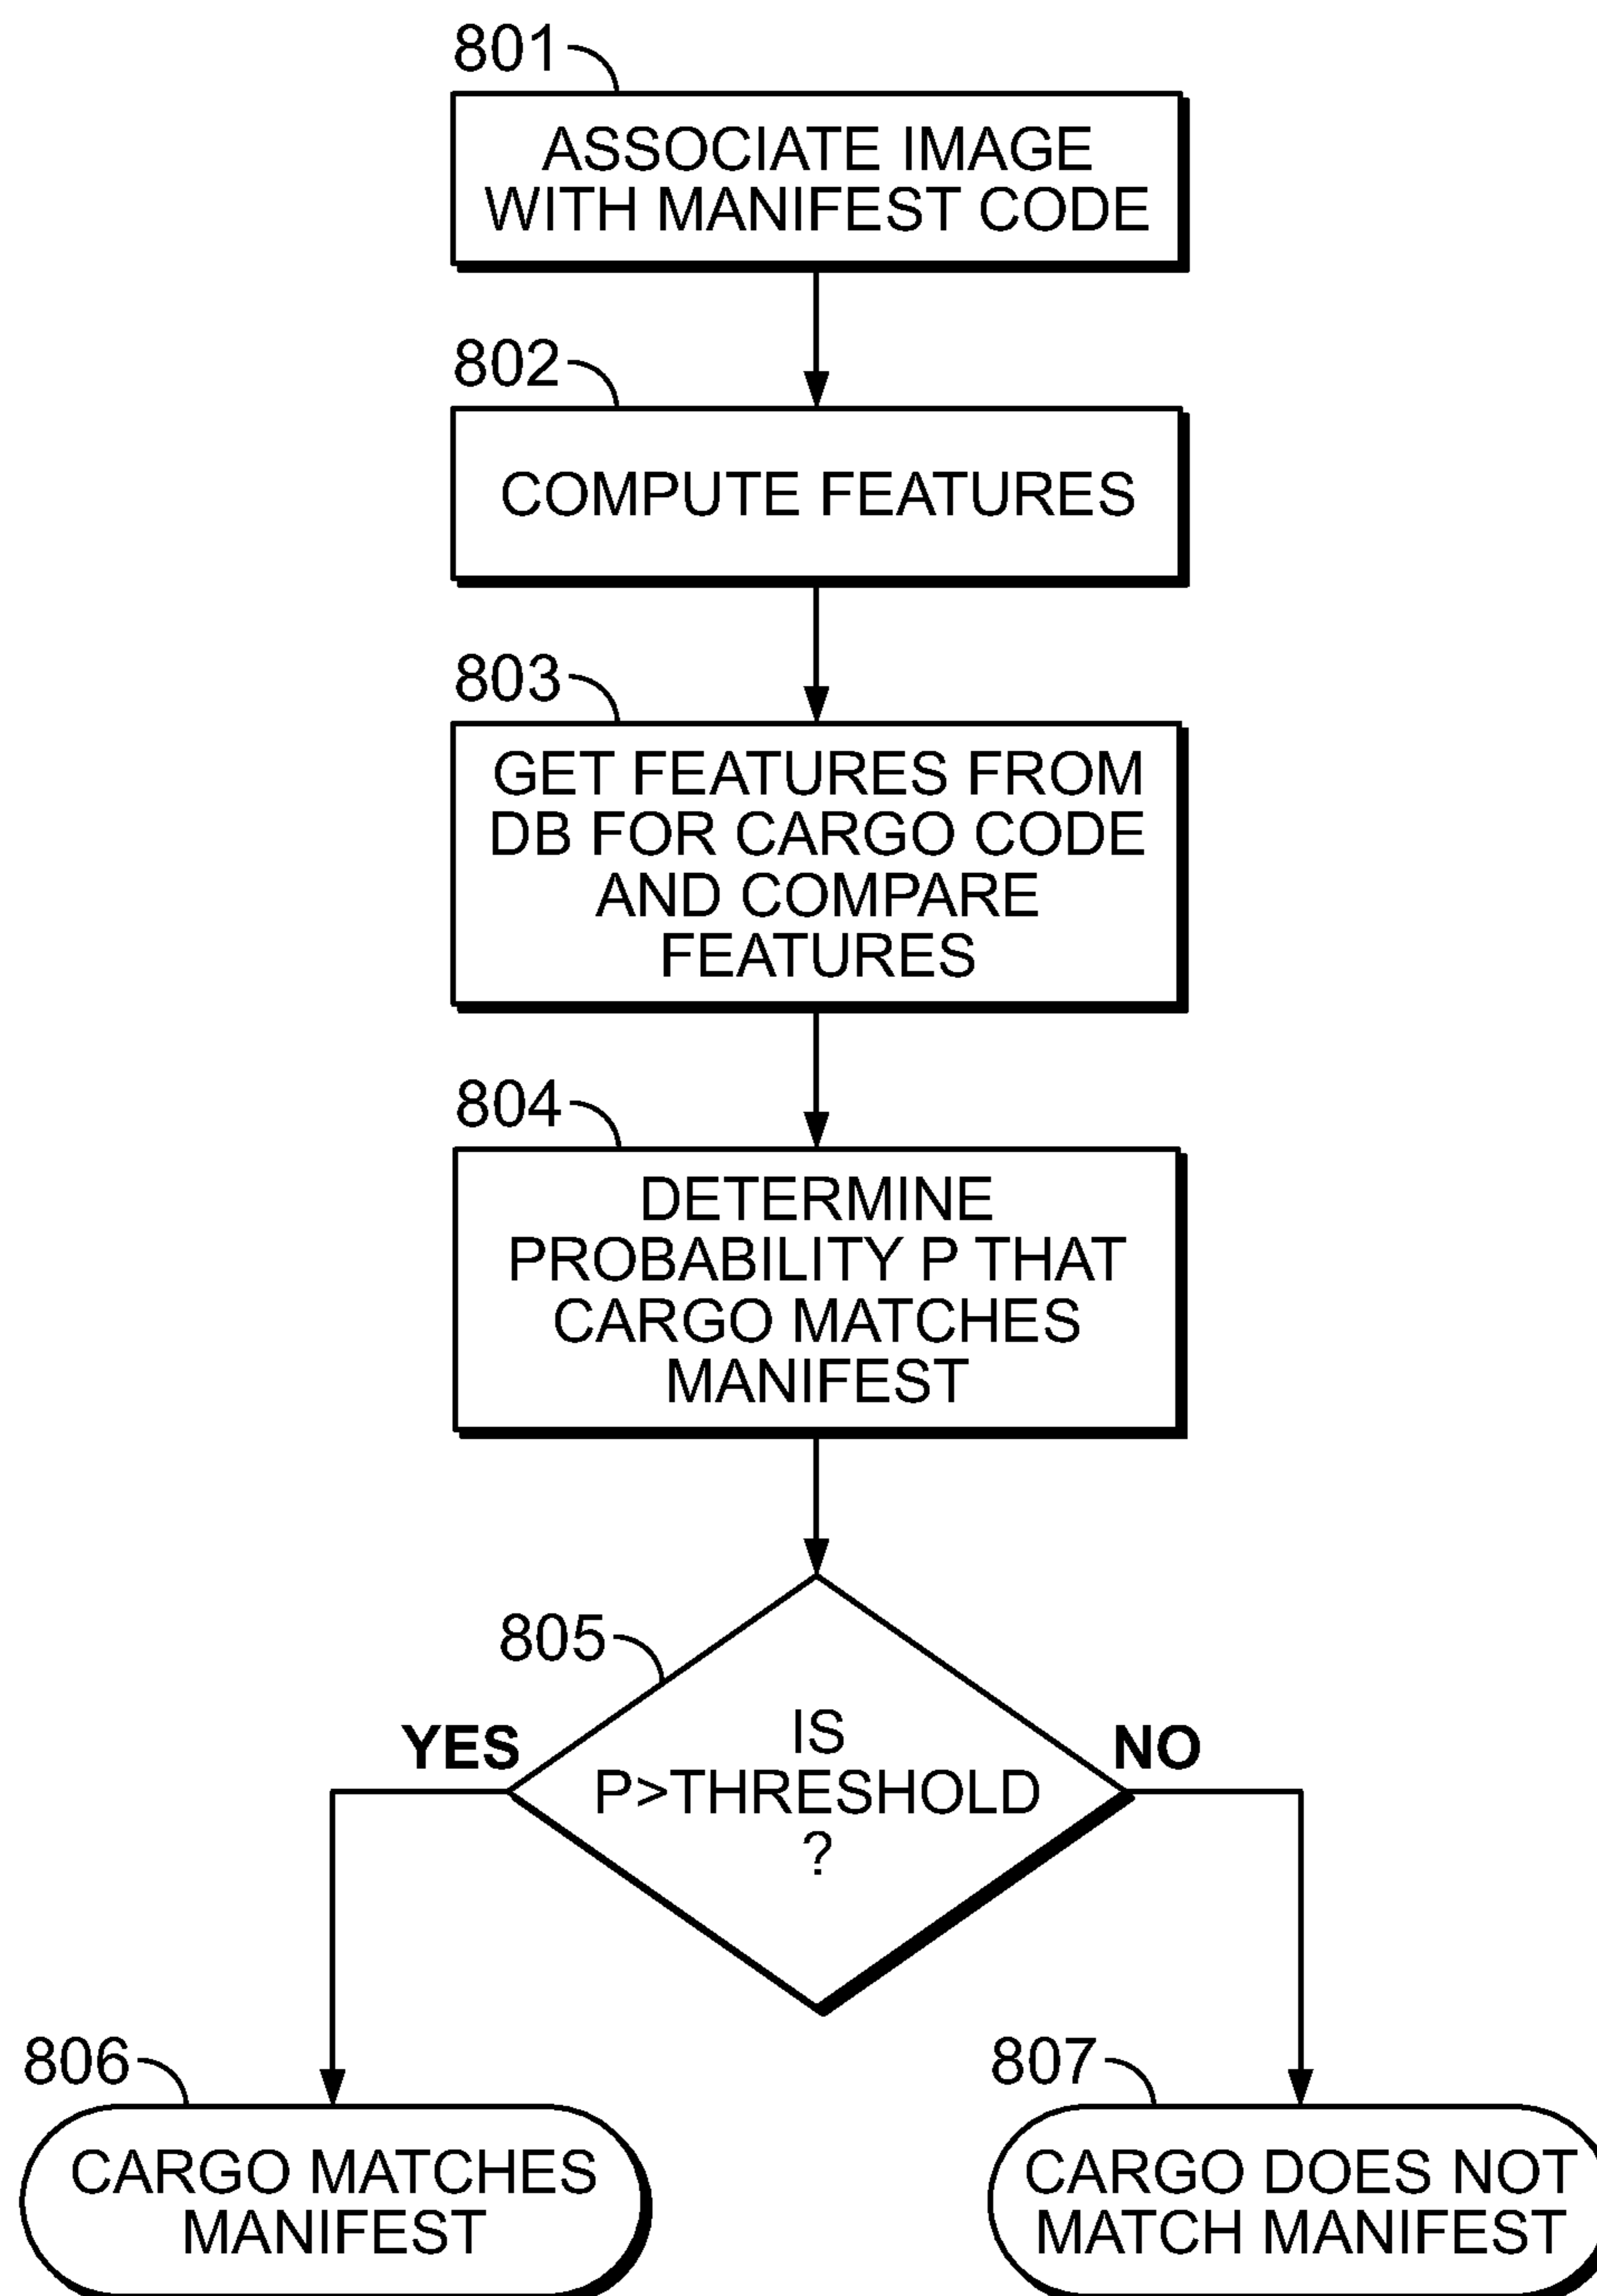 801
ASSOCIATE IMAGE
WITH MANIFEST CODE
802
COMPUTE FEATURES
803
GET FEATURES FROM
DB FOR CARGO CODE
AND COMPARE
FEATURES
804
DETERMINE
PROBABILITY P THAT
CARGO MATCHES
MANIFEST
805
IS
P>THRESHOLD
?
YES
NO
806
CARGO MATCHES
MANIFEST
807
CARGO DOES NOT
MATCH MANIFEST